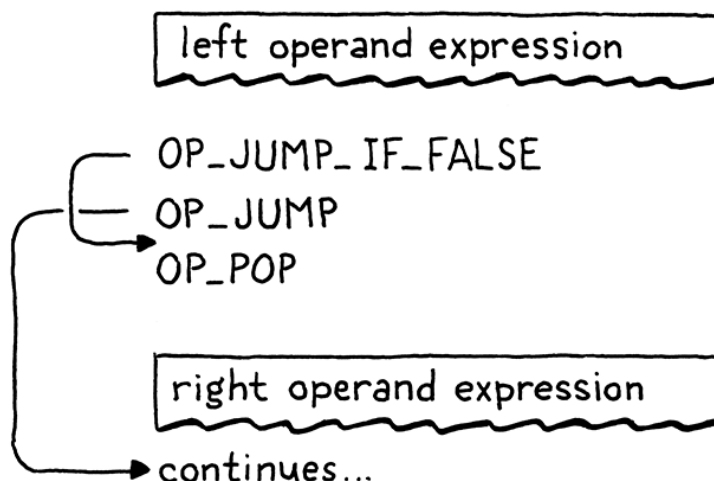 left operand expression
OP_JUMP_IF_FALSE
OP_JUMP
OP_POP
right operand expression
continues...